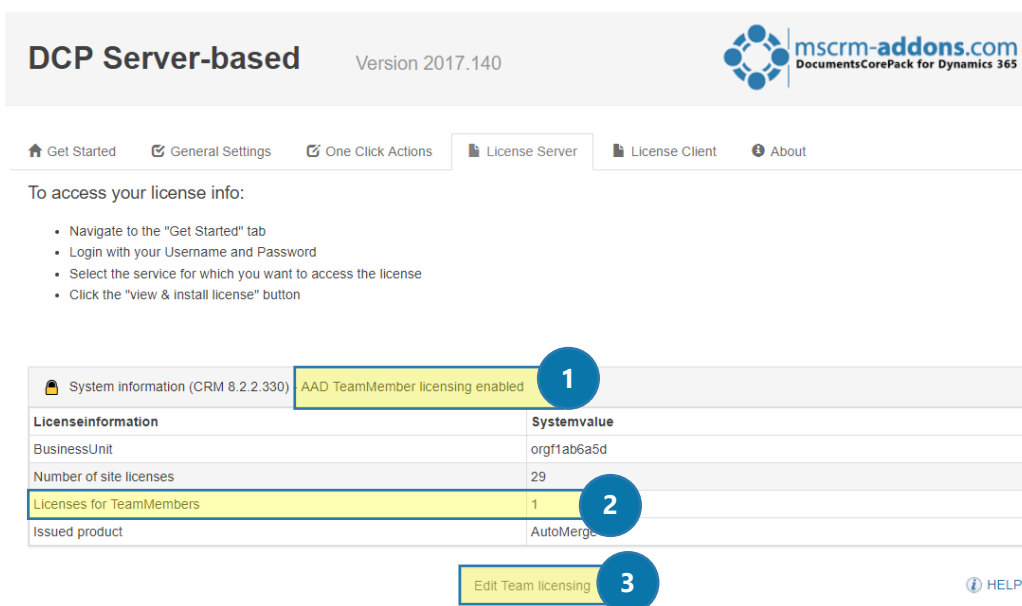 DCP Server-based Version 2017.140
mscrm-addons.com
DocumentsCorePack for Dynamics 365
Get Started General Settings One Click Actions License Server License Client About
To access your license info:
• Navigate to the "Get Started" tab
• Login with your Username and Password
• Select the service for which you want to access the license
• Click the "view & install license" button
System information (CRM 8.2.2.330) - AAD TeamMember licensing enabled 1
Licenseinformation Systemvalue
BusinessUnit orgf1ab6a5d
Number of site licenses 29
Licenses for TeamMembers 1 2
Issued product AutoMerge
Edit Team licensing 3 HELP